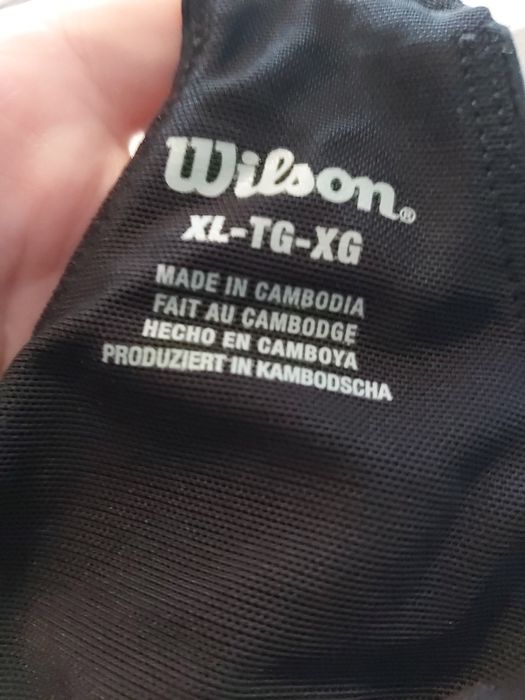 Wilson®
XL-TG-XG
MADE IN CAMBODIA
FAIT AU CAMBODGE
HECHO EN CAMBOYA
PRODUZIERT IN KAMBODSCHA